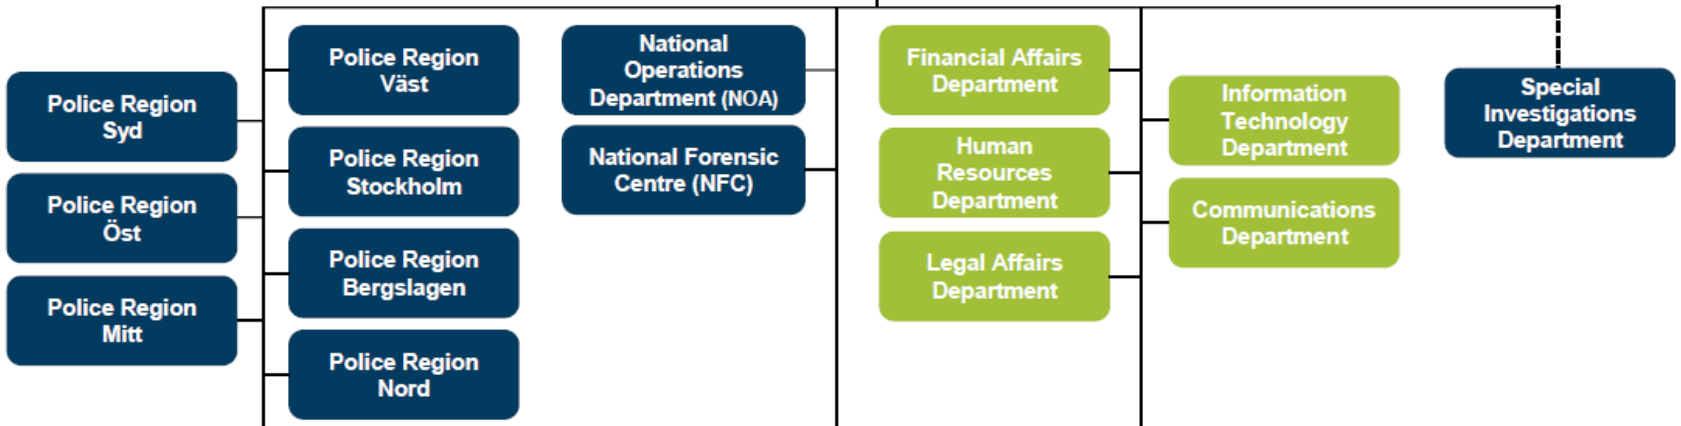 Police Region
Syd
Police Region
Öst
Police Region
Mitt
Police Region
Väst
Police Region
Stockholm
Police Region
Bergslagen
Police Region
Nord
National
Operations
Department (NOA)
National Forensic
Centre (NFC)
Financial Affairs
Department
Human
Resources
Department
Legal Affairs
Department
Information
Technology
Department
Communications
Department
Special
Investigations
Department